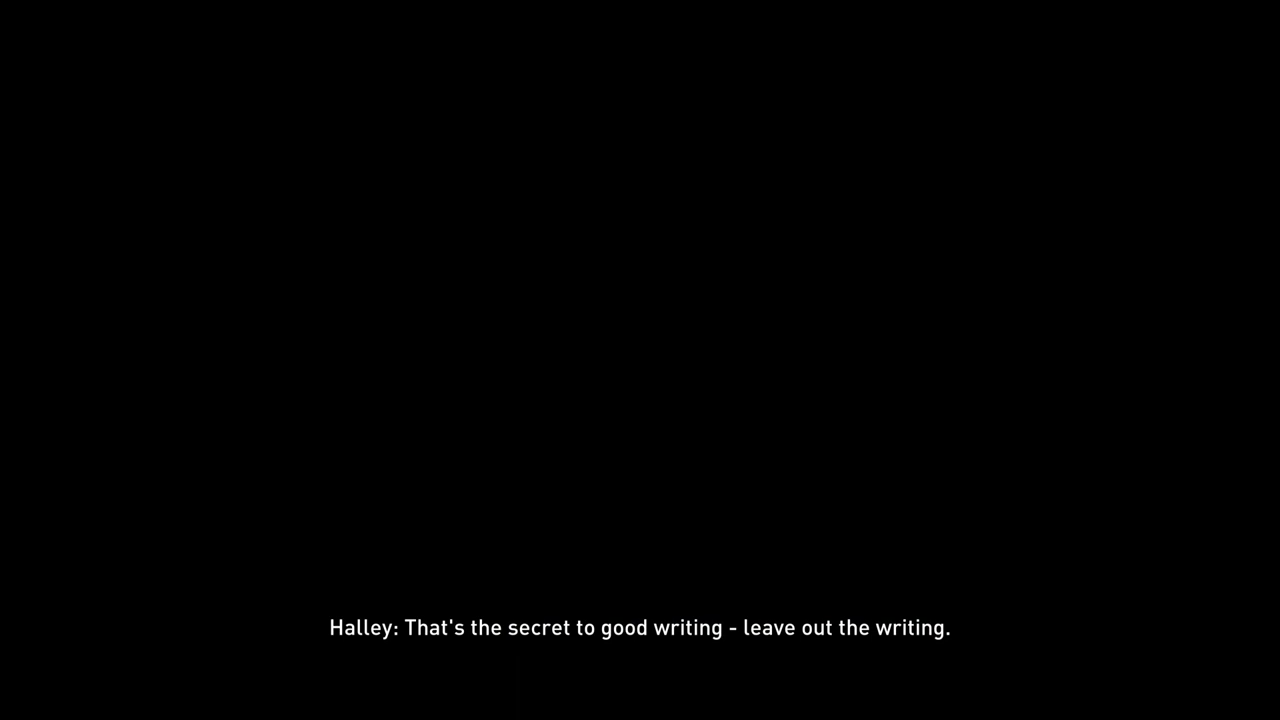 Halley: That's the secret to good writing - leave out the writing.